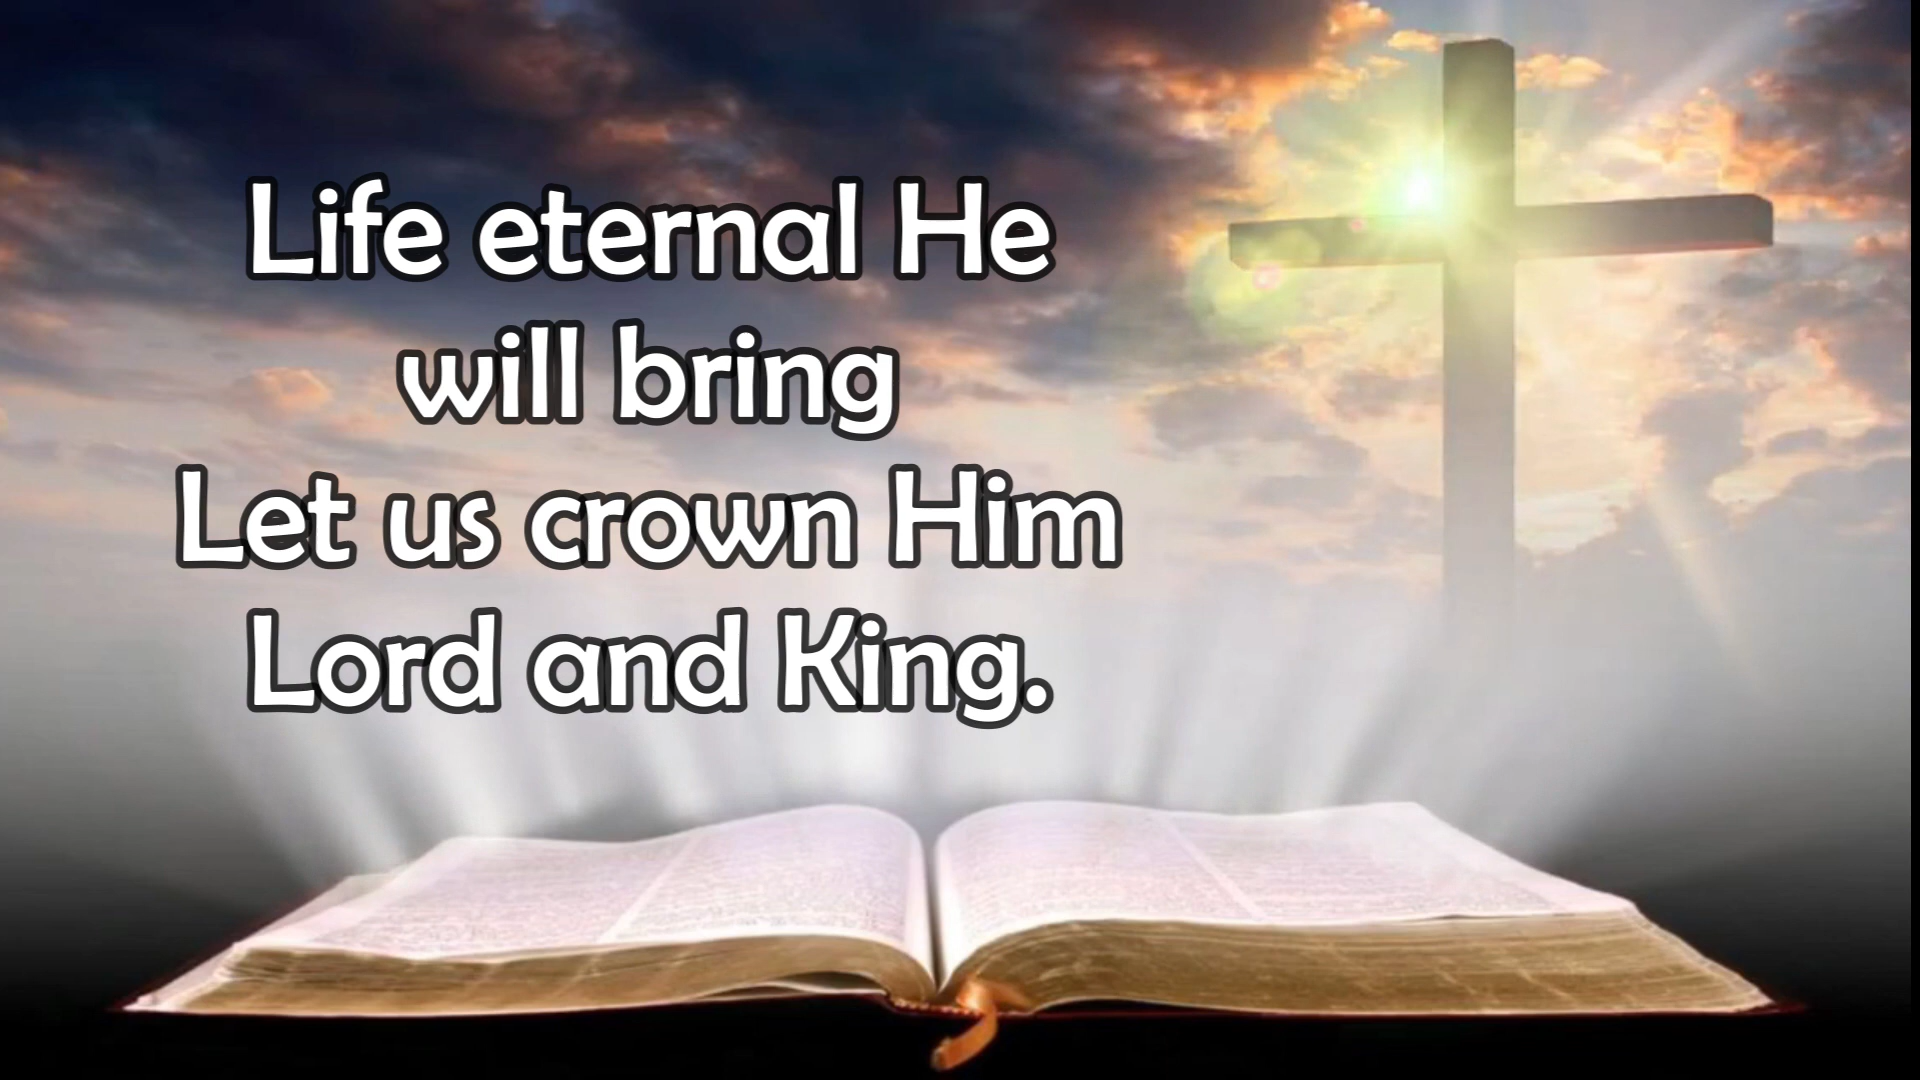 Life eternal He
will bring
Let us crown Him
Lord and King.